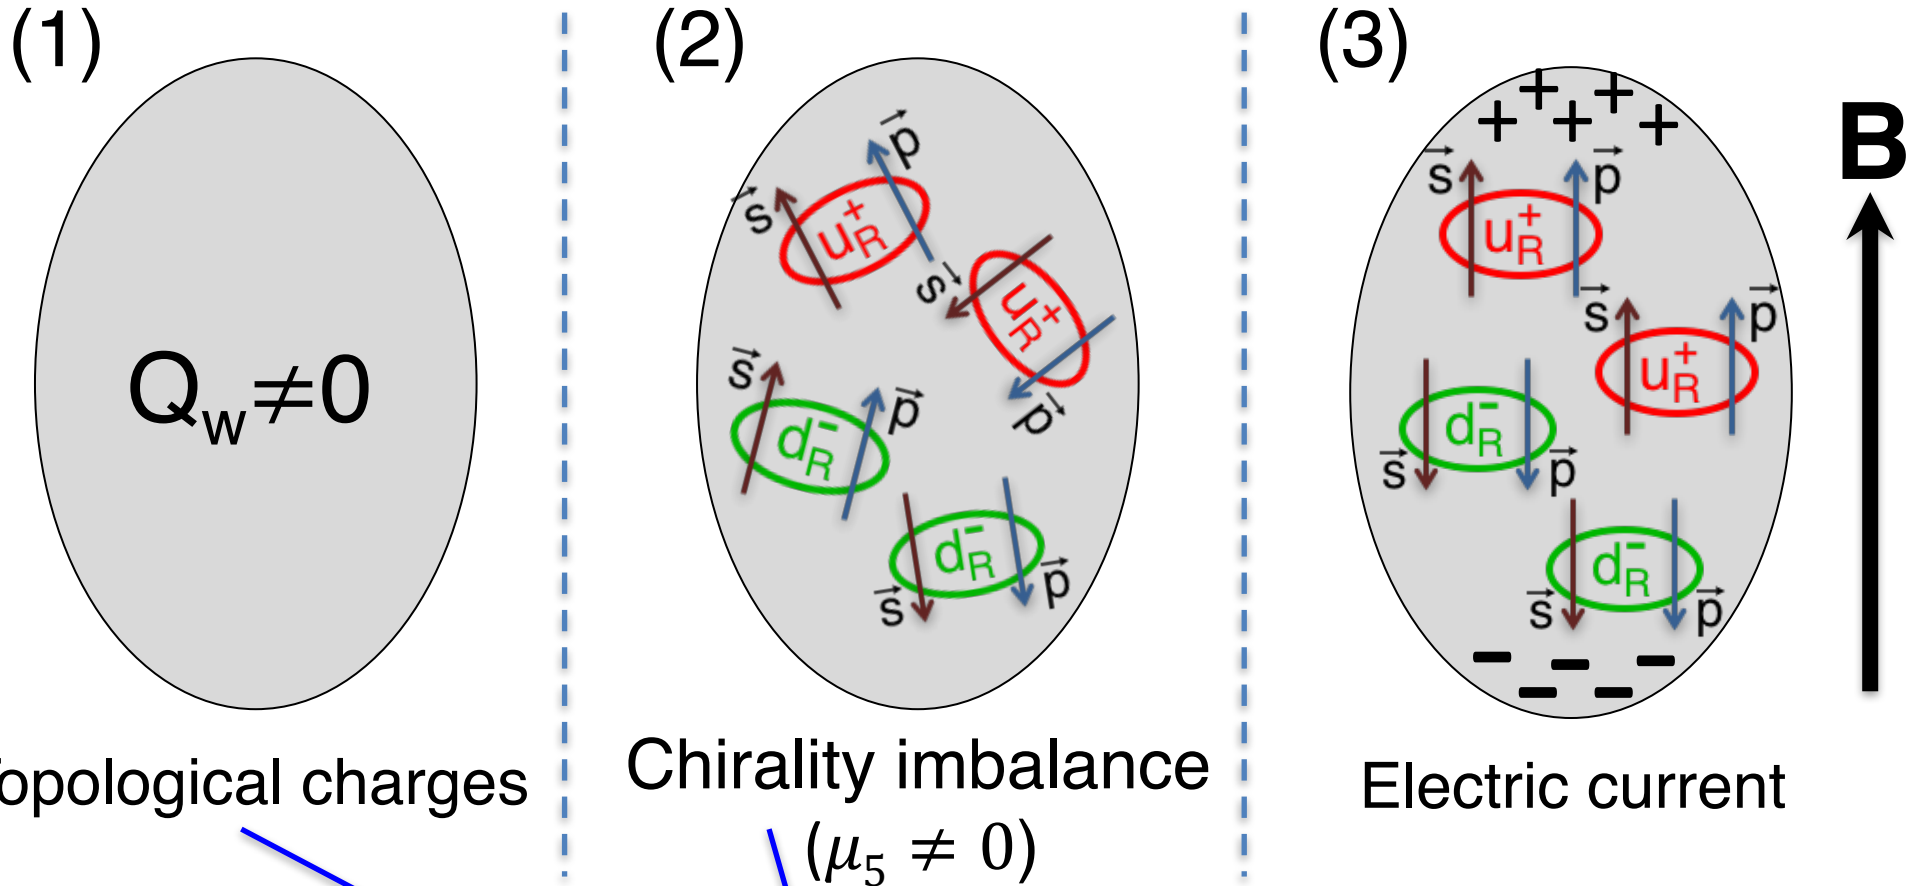 (1)
Q_w≠0
opological charges
(2)
s⃗ u_R^+ p⃗
s⃗ u_R^+ p⃗
s⃗ d_R^- p⃗
s⃗ d_R^- p⃗
Chirality imbalance
(μ_5 ≠ 0)
(3)
+ + + + +
s⃗ u_R^+ p⃗
s⃗ u_R^+ p⃗
s⃗ d_R^- p⃗
s⃗ d_R^- p⃗
- - - - -
Electric current
B